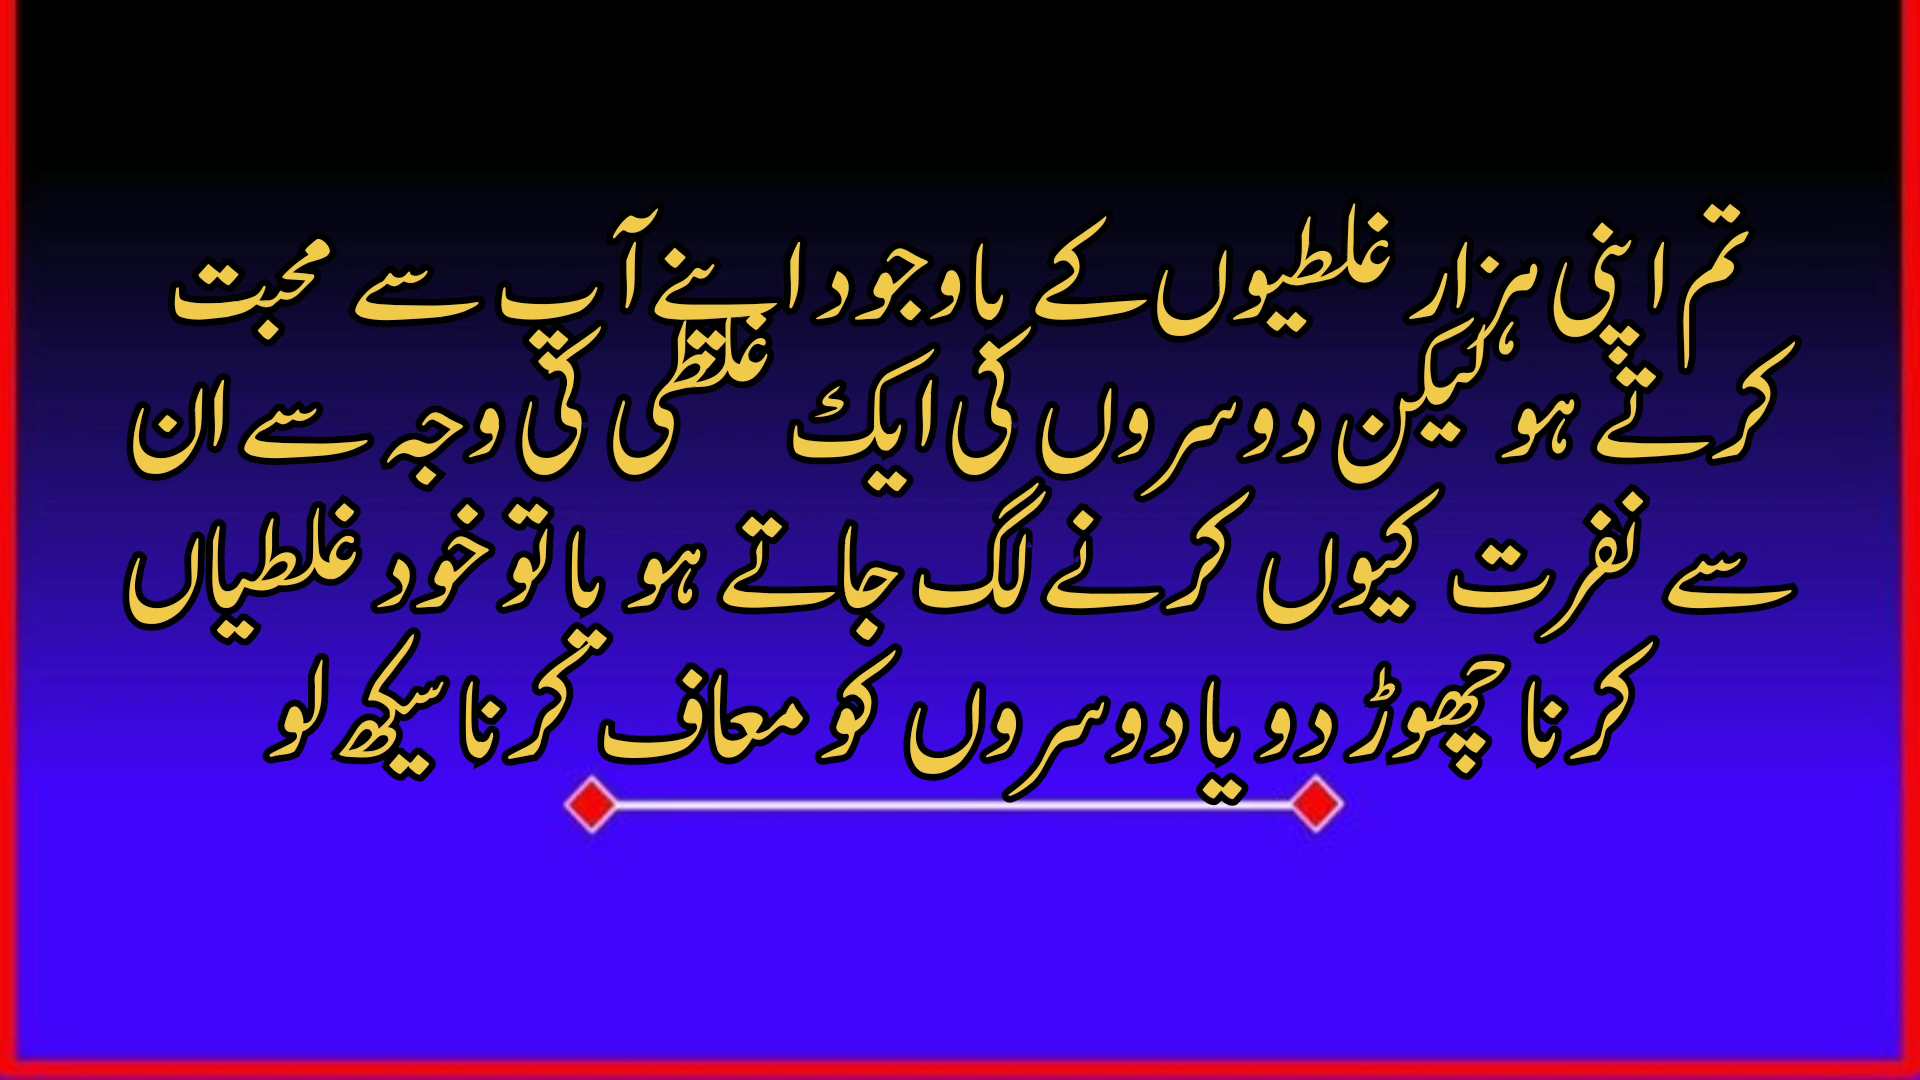 تم اپنی ہزار غلطیوں کے باوجود اپنے آپ سے محبت
کرتے ہو لیکن دوسروں کی ایک غلطی کی وجہ سے ان
سے نفرت کیوں کرنے لگ جاتے ہو یا تو خود غلطیاں
کرنا چھوڑ دو یا دوسروں کو معاف کرنا سیکھ لو